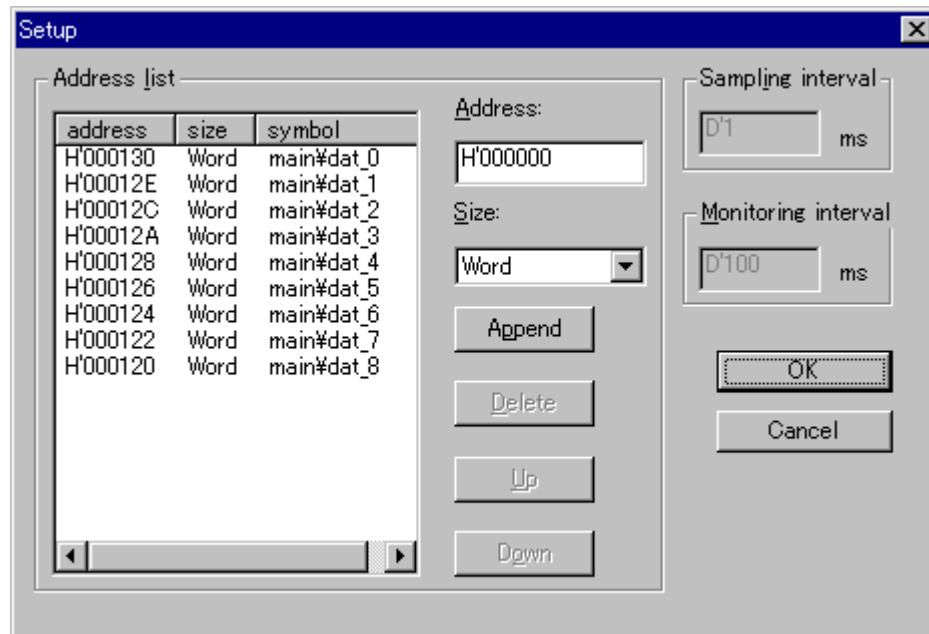 Setup
Address list
address size symbol
H'000130 Word main¥dat_0
H'00012E Word main¥dat_1
H'00012C Word main¥dat_2
H'00012A Word main¥dat_3
H'000128 Word main¥dat_4
H'000126 Word main¥dat_5
H'000124 Word main¥dat_6
H'000122 Word main¥dat_7
H'000120 Word main¥dat_8
Address:
H'000000
Size:
Word
Append
Delete
Up
Down
Sampling interval
D'1 ms
Monitoring interval
D'100 ms
OK
Cancel